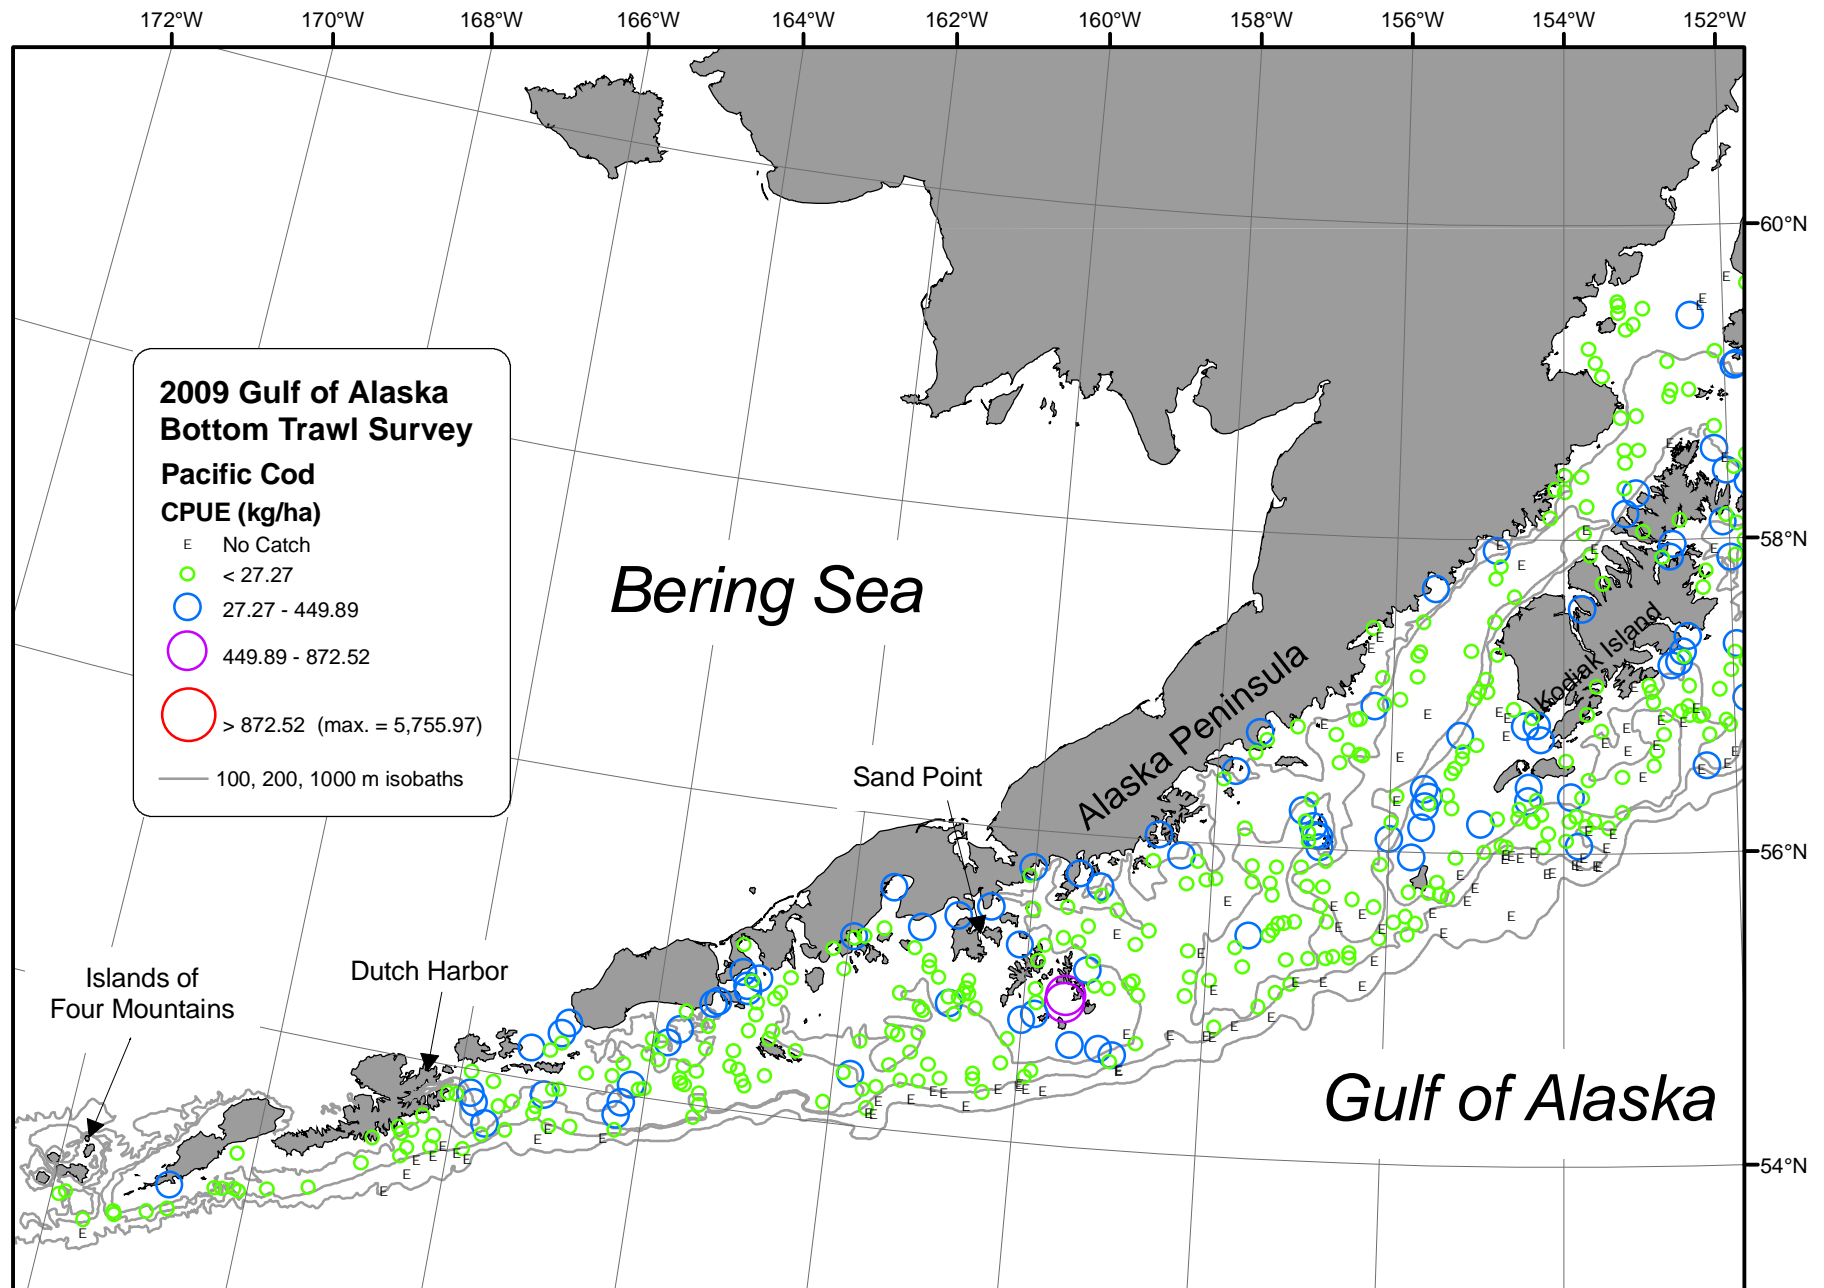 172°W 170°W 168°W 166°W 164°W 162°W 160°W 158°W 156°W 154°W 152°W
60°N
58°N
56°N
54°N
2009 Gulf of Alaska
Bottom Trawl Survey
Pacific Cod
CPUE (kg/ha)
E No Catch
< 27.27
27.27 - 449.89
449.89 - 872.52
> 872.52 (max. = 5,755.97)
100, 200, 1000 m isobaths
Bering Sea
Alaska Peninsula
Kodiak Island
Sand Point
Dutch Harbor
Islands of
Four Mountains
Gulf of Alaska